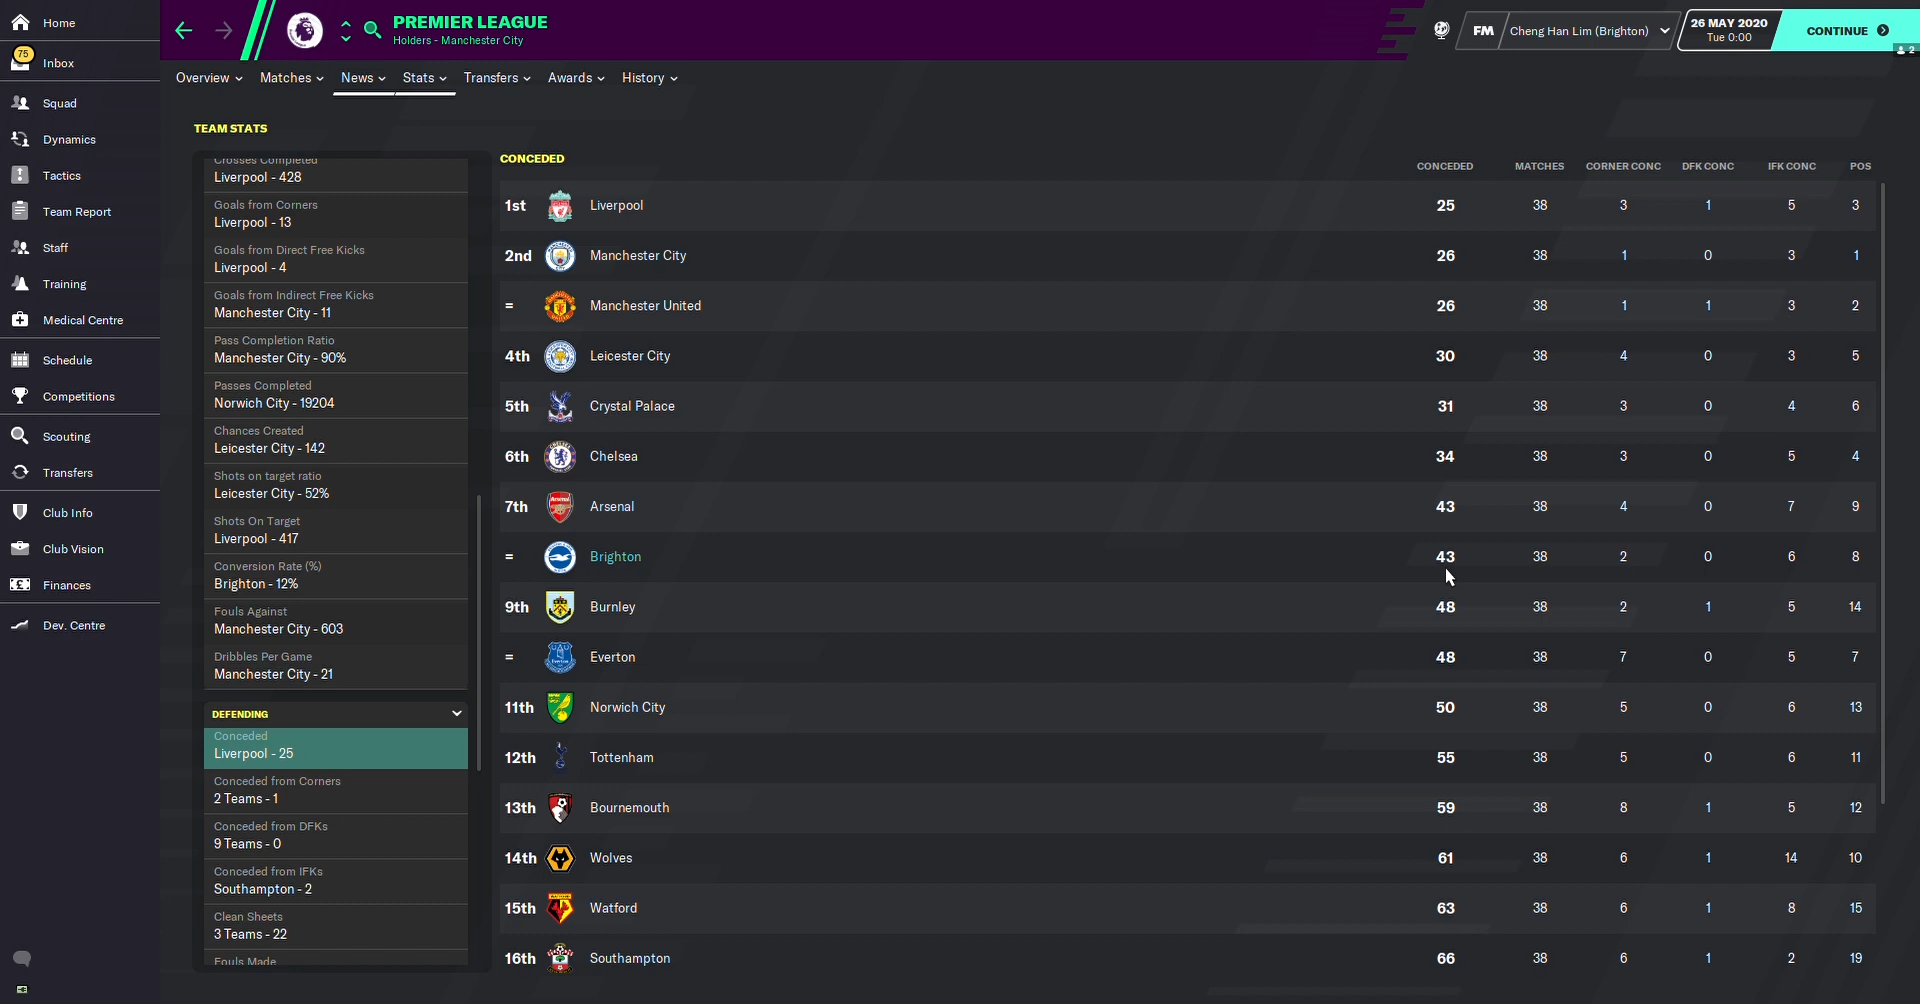 Home
75
Inbox
Squad
Dynamics
Tactics
Team Report
Staff
Training
Medical Centre
Schedule
Competitions
Scouting
Transfers
Club Info
Club Vision
Finances
Dev. Centre
PREMIER LEAGUE
Holders - Manchester City
FM Cheng Han Lim (Brighton)
26 MAY 2020
Tue 0:00
CONTINUE
2
Overview Matches News Stats Transfers Awards History
TEAM STATS
Crosses Completed
Liverpool - 428
Goals from Corners
Liverpool - 13
Goals from Direct Free Kicks
Liverpool - 4
Goals from Indirect Free Kicks
Manchester City - 11
Pass Completion Ratio
Manchester City - 90%
Passes Completed
Norwich City - 19204
Chances Created
Leicester City - 142
Shots on target ratio
Leicester City - 52%
Shots On Target
Liverpool - 417
Conversion Rate (%)
Brighton - 12%
Fouls Against
Manchester City - 603
Dribbles Per Game
Manchester City - 21
DEFENDING
Conceded
Liverpool - 25
Conceded from Corners
2 Teams - 1
Conceded from DFKs
9 Teams - 0
Conceded from IFKs
Southampton - 2
Clean Sheets
3 Teams - 22
Fouls Made
CONCEDED
CONCEDED MATCHES CORNER CONC DFK CONC IFK CONC POS
1st Liverpool 25 38 3 1 5 3
2nd Manchester City 26 38 1 0 3 1
= Manchester United 26 38 1 1 3 2
4th Leicester City 30 38 4 0 3 5
5th Crystal Palace 31 38 3 0 4 6
6th Chelsea 34 38 3 0 5 4
7th Arsenal 43 38 4 0 7 9
= Brighton 43 38 2 0 6 8
9th Burnley 48 38 2 1 5 14
= Everton 48 38 7 0 5 7
11th Norwich City 50 38 5 0 6 13
12th Tottenham 55 38 5 0 6 11
13th Bournemouth 59 38 8 1 5 12
14th Wolves 61 38 6 1 14 10
15th Watford 63 38 6 1 8 15
16th Southampton 66 38 6 1 2 19